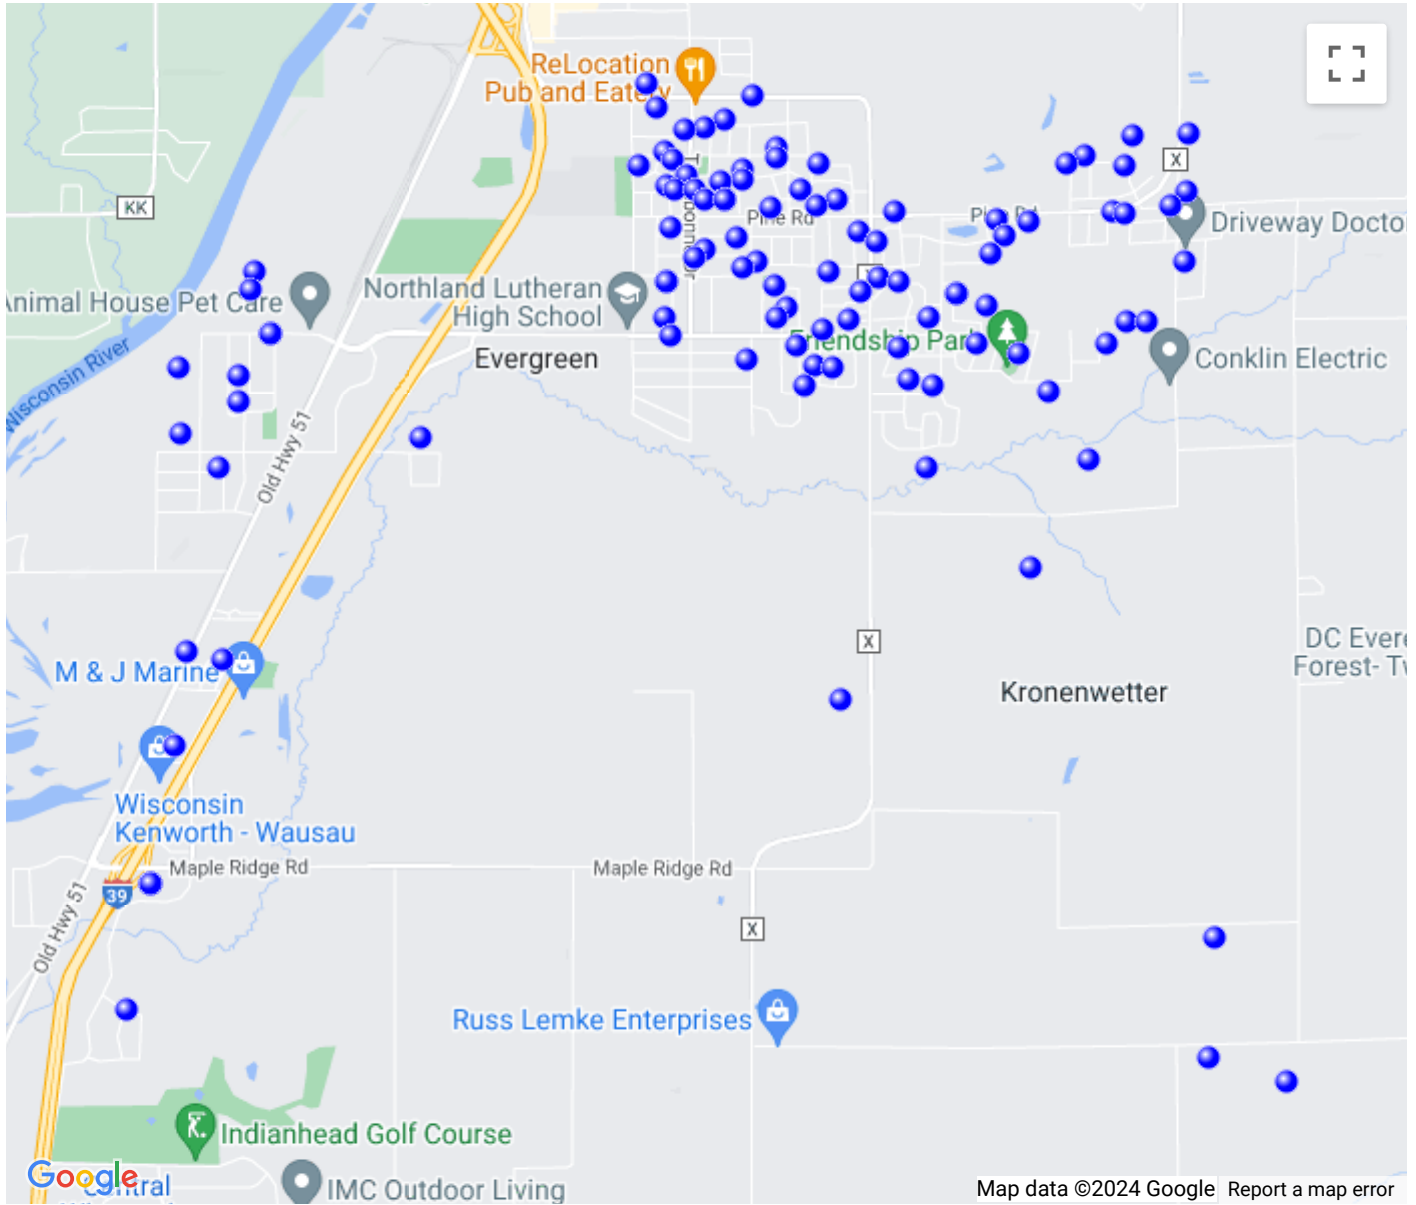 ReLocation
Pub and Eatery
X
KK
Pine Rd
Pine Rd
Driveway Docto
Animal House Pet Care
Northland Lutheran
High School
Friendship Park
Evergreen
Conklin Electric
Wisconsin River
Old Hwy 51
X
DC Evere
Forest- Tw
M & J Marine
Kronenwetter
Wisconsin
Kenworth - Wausau
Maple Ridge Rd
Maple Ridge Rd
39
Old Hwy 51
X
Russ Lemke Enterprises
Indianhead Golf Course
Google
Central
IMC Outdoor Living
Map data ©2024 Google
Report a map error